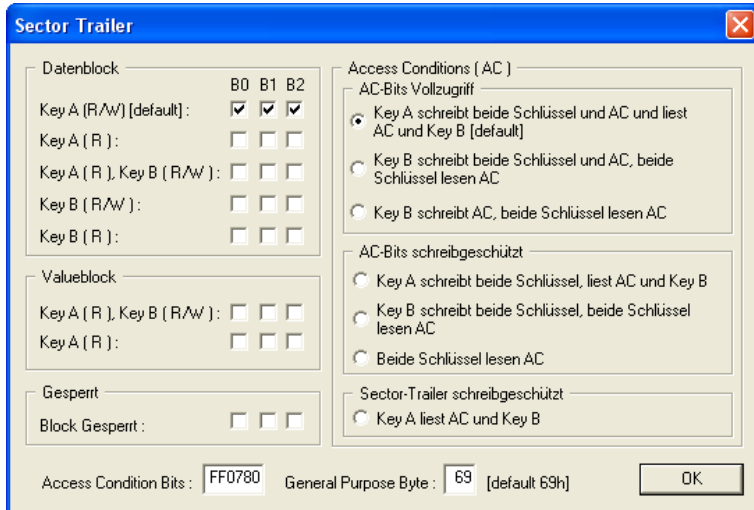 Sector Trailer
Datenblock
B0 B1 B2
Key A (R/W) [default] :
Key A ( R ) :
Key A ( R ), Key B ( R/W ) :
Key B ( R/W ) :
Key B ( R ) :
Valueblock
Key A ( R ), Key B ( R/W ) :
Key A ( R ) :
Gesperrt
Block Gesperrt :
Access Conditions ( AC )
AC-Bits Vollzugriff
Key A schreibt beide Schlüssel und AC und liest
AC und Key B [default]
Key B schreibt beide Schlüssel und AC, beide
Schlüssel lesen AC
Key B schreibt AC, beide Schlüssel lesen AC
AC-Bits schreibgeschützt
Key A schreibt beide Schlüssel, liest AC und Key B
Key B schreibt beide Schlüssel, beide Schlüssel
lesen AC
Beide Schlüssel lesen AC
Sector-Trailer schreibgeschützt
Key A liest AC und Key B
Access Condition Bits : FF0780 General Purpose Byte : 69 [default 69h] OK